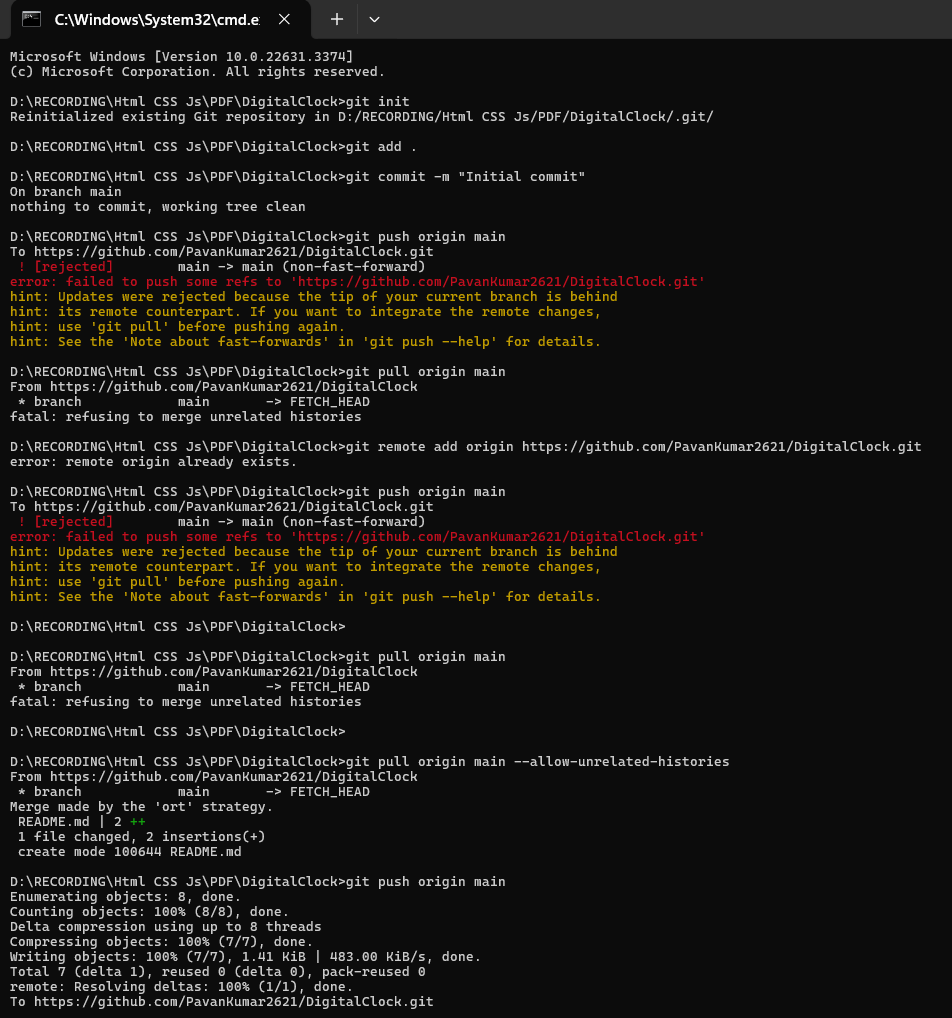 C:\Windows\System32\cmd.e
Microsoft Windows [Version 10.0.22631.3374]
(c) Microsoft Corporation. All rights reserved.
D:\RECORDING\Html CSS Js\PDF\DigitalClock>git init
Reinitialized existing Git repository in D:/RECORDING/Html CSS Js/PDF/DigitalClock/.git/
D:\RECORDING\Html CSS Js\PDF\DigitalClock>git add .
D:\RECORDING\Html CSS Js\PDF\DigitalClock>git commit -m "Initial commit"
On branch main
nothing to commit, working tree clean
D:\RECORDING\Html CSS Js\PDF\DigitalClock>git push origin main
To https://github.com/PavanKumar2621/DigitalClock.git
 ! [rejected]        main -> main (non-fast-forward)
error: failed to push some refs to 'https://github.com/PavanKumar2621/DigitalClock.git'
hint: Updates were rejected because the tip of your current branch is behind
hint: its remote counterpart. If you want to integrate the remote changes,
hint: use 'git pull' before pushing again.
hint: See the 'Note about fast-forwards' in 'git push --help' for details.
D:\RECORDING\Html CSS Js\PDF\DigitalClock>git pull origin main
From https://github.com/PavanKumar2621/DigitalClock
 * branch            main       -> FETCH_HEAD
fatal: refusing to merge unrelated histories
D:\RECORDING\Html CSS Js\PDF\DigitalClock>git remote add origin https://github.com/PavanKumar2621/DigitalClock.git
error: remote origin already exists.
D:\RECORDING\Html CSS Js\PDF\DigitalClock>git push origin main
To https://github.com/PavanKumar2621/DigitalClock.git
 ! [rejected]        main -> main (non-fast-forward)
error: failed to push some refs to 'https://github.com/PavanKumar2621/DigitalClock.git'
hint: Updates were rejected because the tip of your current branch is behind
hint: its remote counterpart. If you want to integrate the remote changes,
hint: use 'git pull' before pushing again.
hint: See the 'Note about fast-forwards' in 'git push --help' for details.
D:\RECORDING\Html CSS Js\PDF\DigitalClock>
D:\RECORDING\Html CSS Js\PDF\DigitalClock>git pull origin main
From https://github.com/PavanKumar2621/DigitalClock
 * branch            main       -> FETCH_HEAD
fatal: refusing to merge unrelated histories
D:\RECORDING\Html CSS Js\PDF\DigitalClock>
D:\RECORDING\Html CSS Js\PDF\DigitalClock>git pull origin main --allow-unrelated-histories
From https://github.com/PavanKumar2621/DigitalClock
 * branch            main       -> FETCH_HEAD
Merge made by the 'ort' strategy.
 README.md | 2 ++
 1 file changed, 2 insertions(+)
 create mode 100644 README.md
D:\RECORDING\Html CSS Js\PDF\DigitalClock>git push origin main
Enumerating objects: 8, done.
Counting objects: 100% (8/8), done.
Delta compression using up to 8 threads
Compressing objects: 100% (7/7), done.
Writing objects: 100% (7/7), 1.41 KiB | 483.00 KiB/s, done.
Total 7 (delta 1), reused 0 (delta 0), pack-reused 0
remote: Resolving deltas: 100% (1/1), done.
To https://github.com/PavanKumar2621/DigitalClock.git